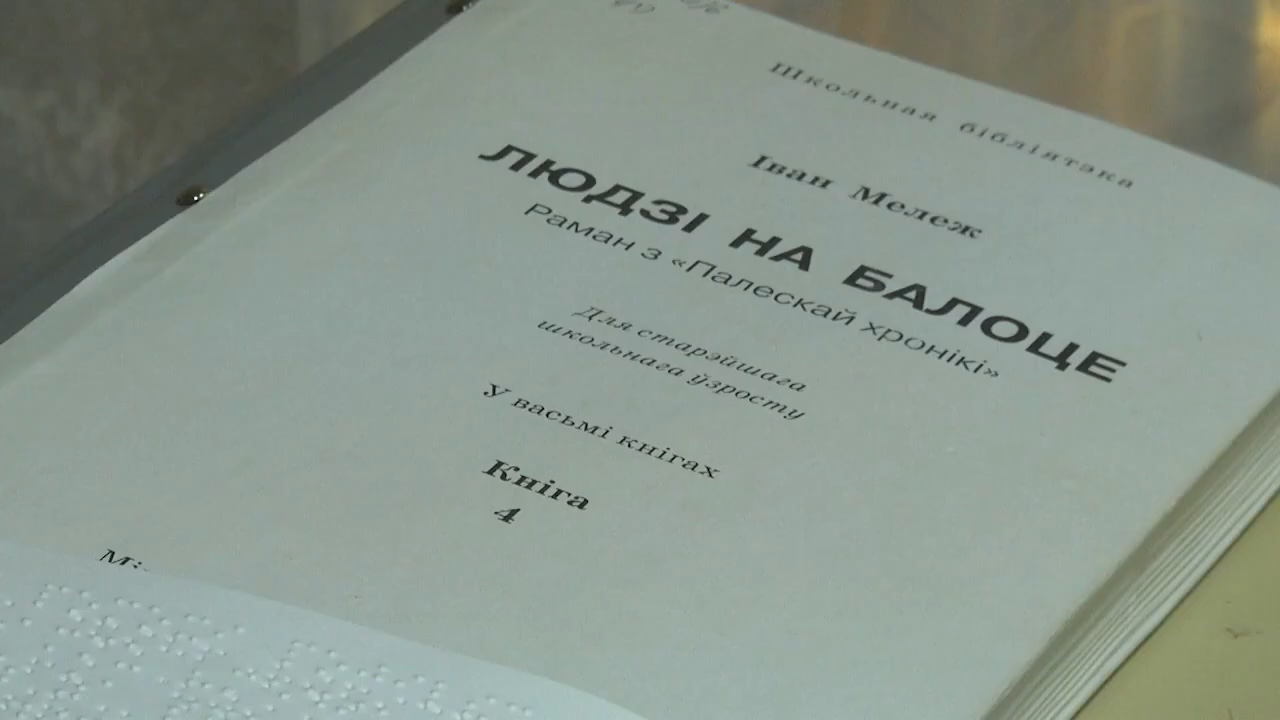 Школьная бібліятэка
Іван Мележ
ЛЮДЗІ НА БАЛОЦЕ
Раман з «Палескай хронікі»
Для старэйшага
школьнага ўзросту
У васьмі кнігах
Кніга
4